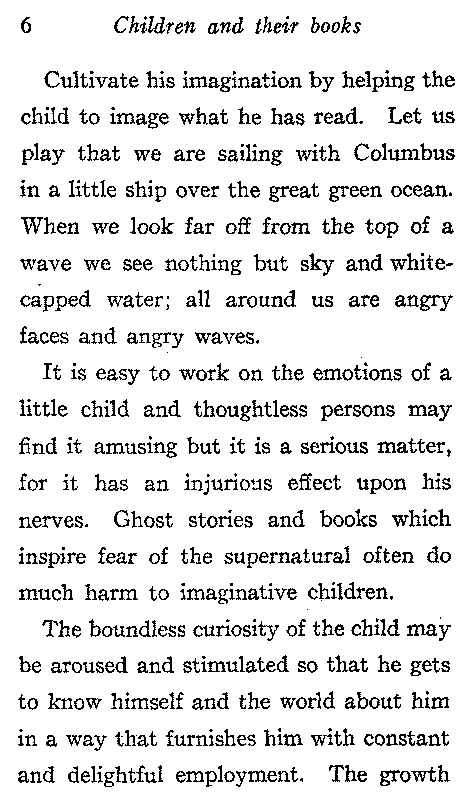 6 Children and their books
Cultivate his imagination by helping the
child to image what he has read. Let us
play that we are sailing with Columbus
in a little ship over the great green ocean.
When we look far off from the top of a
wave we see nothing but sky and white-
capped water; all around us are angry
faces and angry waves.
It is easy to work on the emotions of a
little child and thoughtless persons may
find it amusing but it is a serious matter,
for it has an injurious effect upon his
nerves. Ghost stories and books which
inspire fear of the supernatural often do
much harm to imaginative children.
The boundless curiosity of the child may
be aroused and stimulated so that he gets
to know himself and the world about him
in a way that furnishes him with constant
and delightful employment. The growth